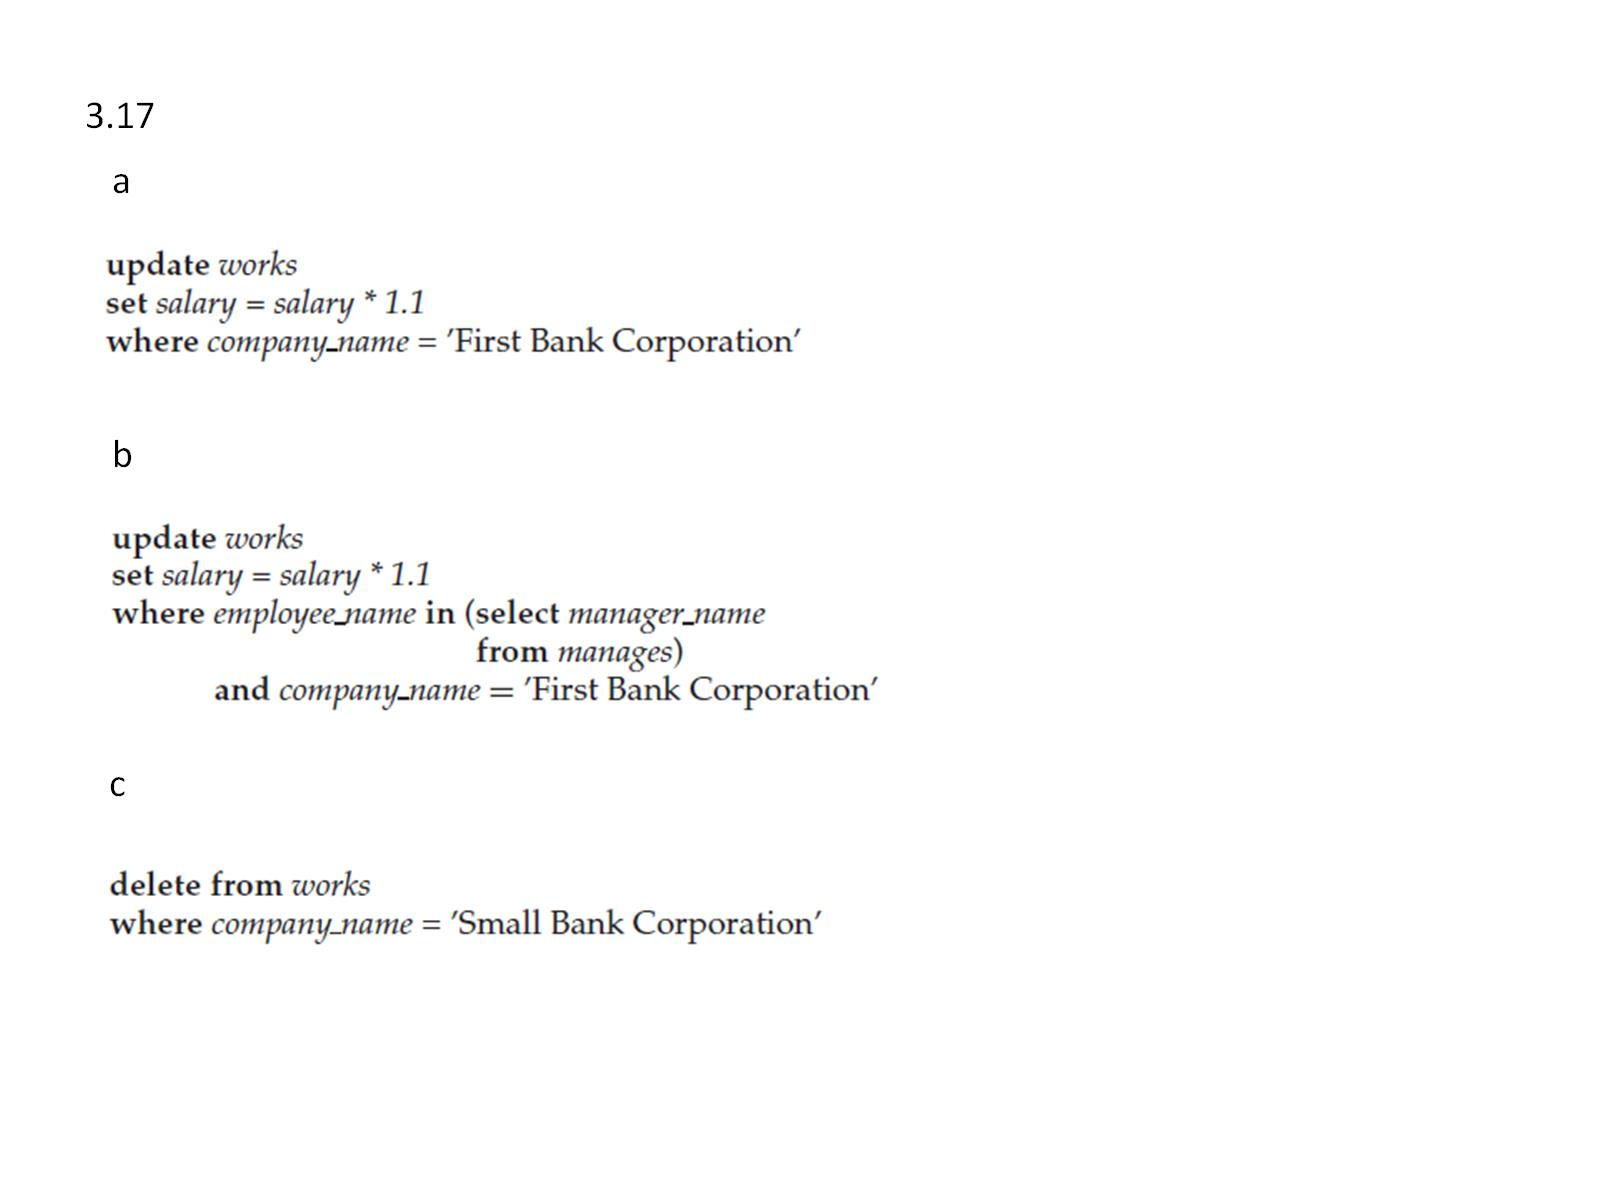 3.17
a
update works
set salary = salary * 1.1
where company_name = ′First Bank Corporation′
b
update works
set salary = salary * 1.1
where employee_name in (select manager_name
from manages)
and company_name = ′First Bank Corporation′
c
delete from works
where company_name = ′Small Bank Corporation′